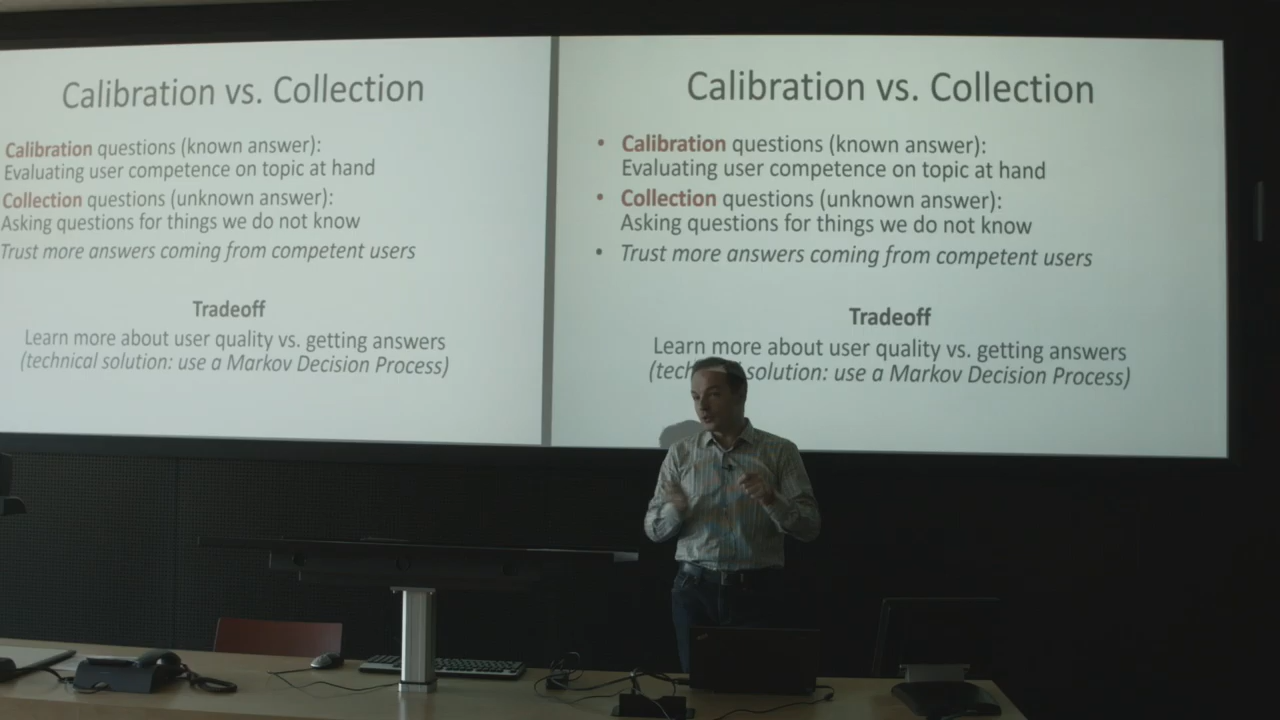 Calibration vs. Collection
Calibration questions (known answer):
Evaluating user competence on topic at hand
Collection questions (unknown answer):
Asking questions for things we do not know
Trust more answers coming from competent users
Tradeoff
Learn more about user quality vs. getting answers
(technical solution: use a Markov Decision Process)
Calibration vs. Collection
• Calibration questions (known answer):
Evaluating user competence on topic at hand
• Collection questions (unknown answer):
Asking questions for things we do not know
• Trust more answers coming from competent users
Tradeoff
Learn more about user quality vs. getting answers
(tech solution: use a Markov Decision Process)